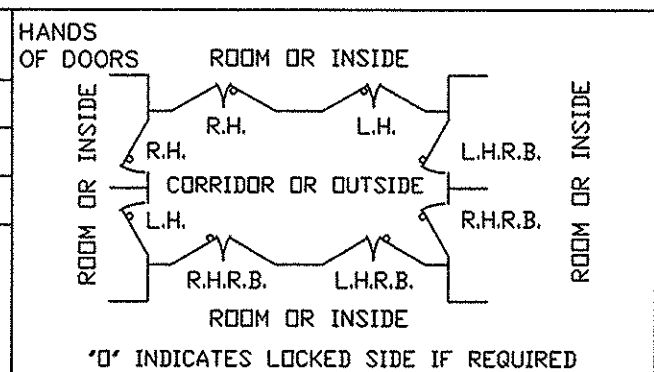 HANDS
OF DOORS
ROOM OR INSIDE
ROOM OR INSIDE
R.H.
L.H.
ROOM OR INSIDE
R.H.
L.H.R.B.
CORRIDOR OR OUTSIDE
L.H.
R.H.R.B.
R.H.R.B.
L.H.R.B.
ROOM OR INSIDE
'O' INDICATES LOCKED SIDE IF REQUIRED